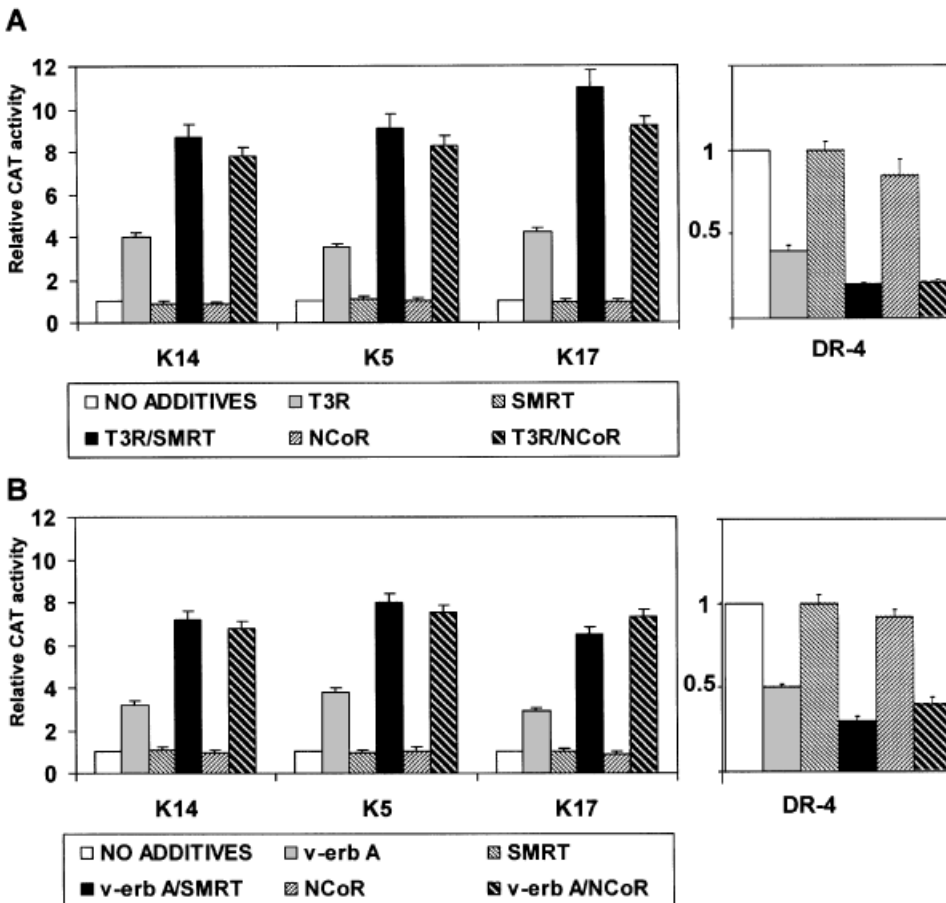 A
Relative CAT activity
12
10
8
6
4
2
0
K14 K5 K17
1
0.5
DR-4
NO ADDITIVES T3R SMRT
T3R/SMRT NCoR T3R/NCoR
B
Relative CAT activity
12
10
8
6
4
2
0
K14 K5 K17
1
0.5
DR-4
NO ADDITIVES v-erb A SMRT
v-erb A/SMRT NCoR v-erb A/NCoR